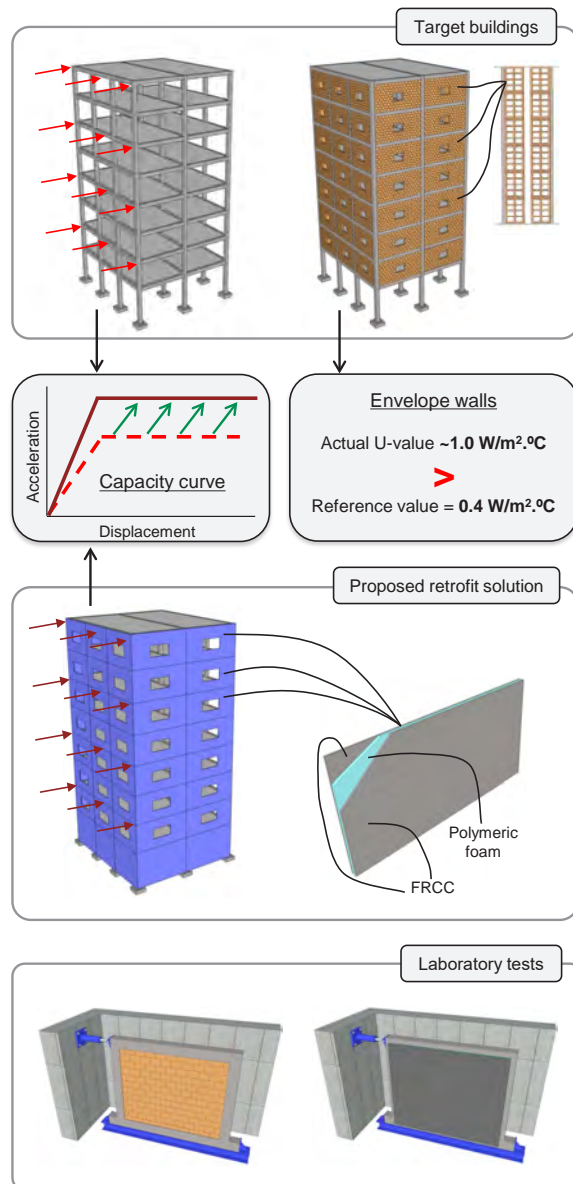 Target buildings
Acceleration
Capacity curve
Displacement
Envelope walls
Actual U-value ~1.0 W/m².ºC
>
Reference value = 0.4 W/m².ºC
Proposed retrofit solution
Polymeric
foam
FRCC
Laboratory tests